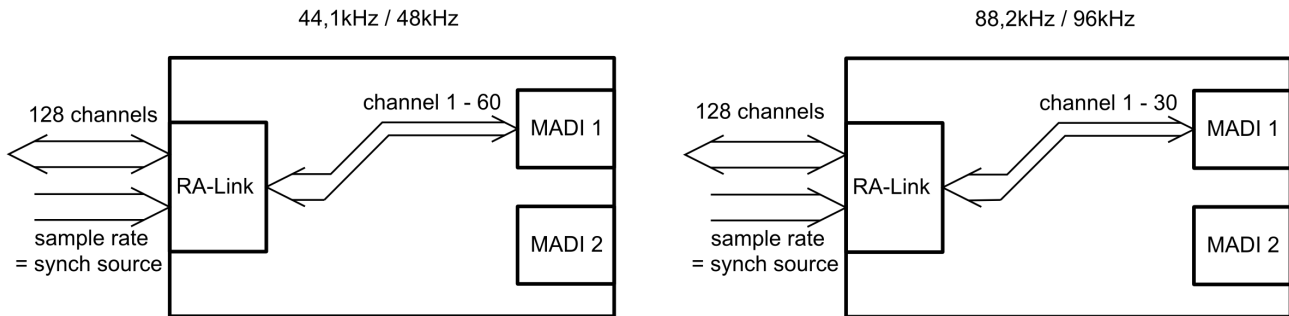 44,1kHz / 48kHz
128 channels
channel 1 - 60
MADI 1
RA-Link
sample rate
= synch source
MADI 2
88,2kHz / 96kHz
128 channels
channel 1 - 30
MADI 1
RA-Link
sample rate
= synch source
MADI 2